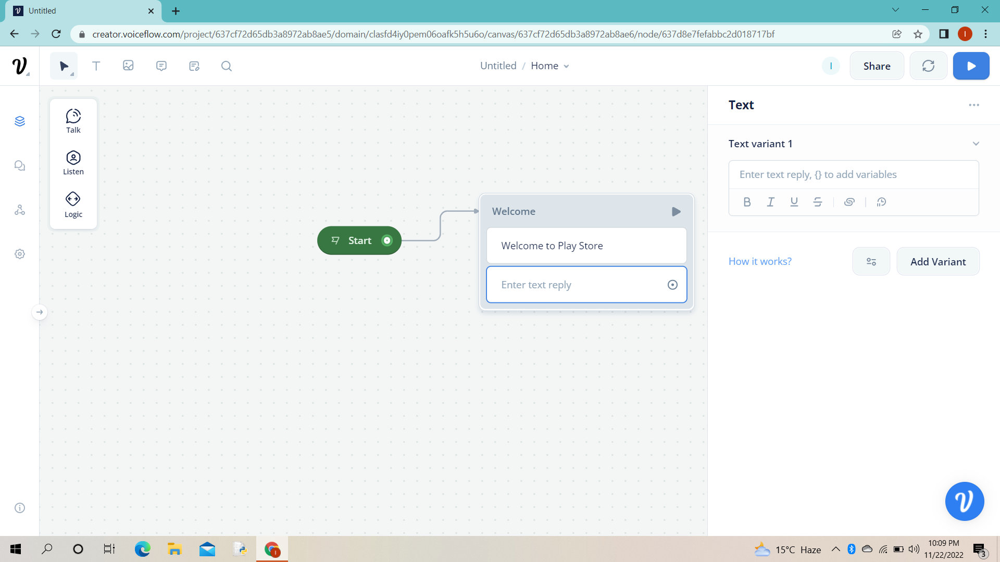 Untitled
creator.voiceflow.com/project/637cf72d65db3a8972ab8ae5/domain/clasfd4iy0pem06oafk5h5u6o/canvas/637cf72d65db3a8972ab8ae6/node/637d8e7fefabbc2d018717bf
I
Untitled / Home
I
Share
Talk
Listen
Logic
Start
Welcome
Welcome to Play Store
Enter text reply
Text
Text variant 1
Enter text reply, {} to add variables
B I U S
How it works?
Add Variant
15°C Haze
10:09 PM
11/22/2022
3